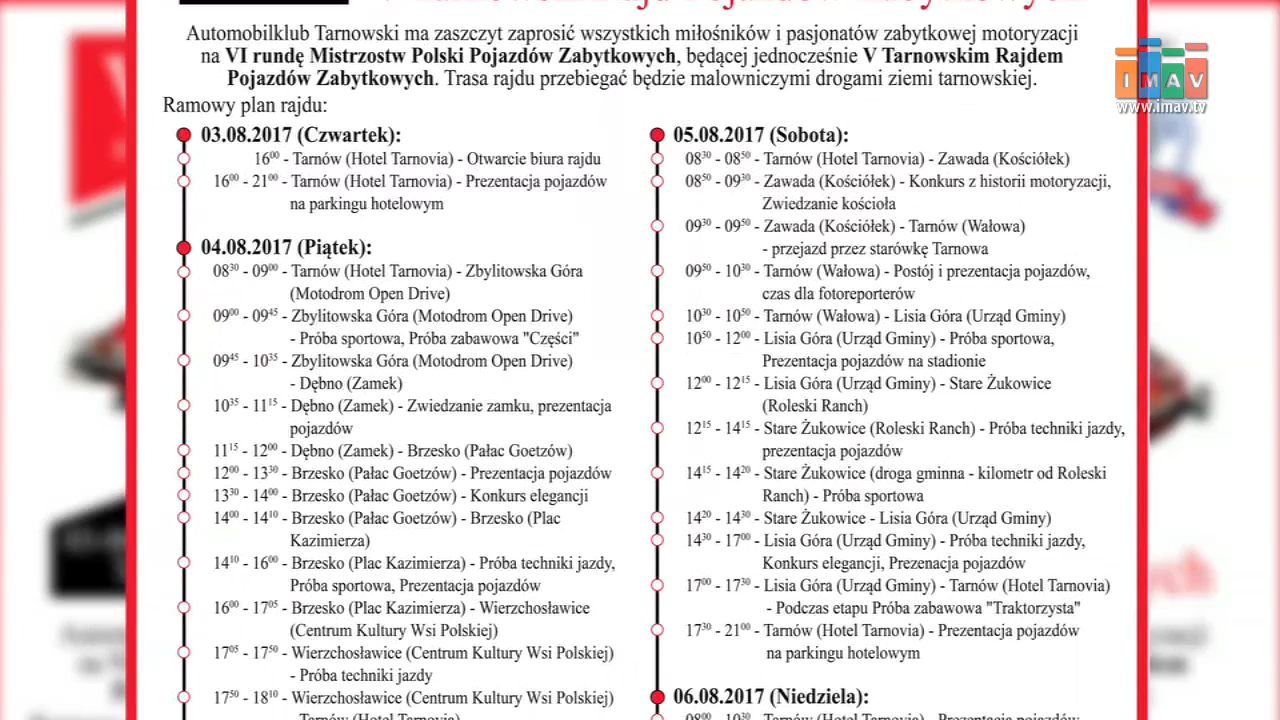 Automobilklub Tarnowski ma zaszczyt zaprosić wszystkich miłośników i pasjonatów zabytkowej motoryzacji
na VI rundę Mistrzostw Polski Pojazdów Zabytkowych, będącej jednocześnie V Tarnowskim Rajdem
Pojazdów Zabytkowych. Trasa rajdu przebiegać będzie malowniczymi drogami ziemi tarnowskiej.
Ramowy plan rajdu:
03.08.2017 (Czwartek):
16⁰⁰ - Tarnów (Hotel Tarnovia) - Otwarcie biura rajdu
16⁰⁰ - 21⁰⁰ - Tarnów (Hotel Tarnovia) - Prezentacja pojazdów
na parkingu hotelowym
04.08.2017 (Piątek):
08³⁰ - 09⁰⁰ - Tarnów (Hotel Tarnovia) - Zbylitowska Góra
(Motodrom Open Drive)
09⁰⁰ - 09⁴⁵ - Zbylitowska Góra (Motodrom Open Drive)
- Próba sportowa, Próba zabawowa "Części"
09⁴⁵ - 10³⁵ - Zbylitowska Góra (Motodrom Open Drive)
- Dębno (Zamek)
10³⁵ - 11¹⁵ - Dębno (Zamek) - Zwiedzanie zamku, prezentacja
pojazdów
11¹⁵ - 12⁰⁰ - Dębno (Zamek) - Brzesko (Pałac Goetzów)
12⁰⁰ - 13³⁰ - Brzesko (Pałac Goetzów) - Prezentacja pojazdów
13³⁰ - 14⁰⁰ - Brzesko (Pałac Goetzów) - Konkurs elegancji
14⁰⁰ - 14¹⁰ - Brzesko (Pałac Goetzów) - Brzesko (Plac
Kazimierza)
14¹⁰ - 16⁰⁰ - Brzesko (Plac Kazimierza) - Próba techniki jazdy,
Próba sportowa, Prezentacja pojazdów
16⁰⁰ - 17⁰⁵ - Brzesko (Plac Kazimierza) - Wierzchosławice
(Centrum Kultury Wsi Polskiej)
17⁰⁵ - 17⁵⁰ - Wierzchosławice (Centrum Kultury Wsi Polskiej)
- Próba techniki jazdy
17⁵⁰ - 18¹⁰ - Wierzchosławice (Centrum Kultury Wsi Polskiej)
- Tarnów (Hotel Tarnovia)
05.08.2017 (Sobota):
08³⁰ - 08⁵⁰ - Tarnów (Hotel Tarnovia) - Zawada (Kościółek)
08⁵⁰ - 09³⁰ - Zawada (Kościółek) - Konkurs z historii motoryzacji,
Zwiedzanie kościoła
09³⁰ - 09⁵⁰ - Zawada (Kościółek) - Tarnów (Wałowa)
- przejazd przez starówkę Tarnowa
09⁵⁰ - 10³⁰ - Tarnów (Wałowa) - Postój i prezentacja pojazdów,
czas dla fotoreporterów
10³⁰ - 10⁵⁰ - Tarnów (Wałowa) - Lisia Góra (Urząd Gminy)
10⁵⁰ - 12⁰⁰ - Lisia Góra (Urząd Gminy) - Próba sportowa,
Prezentacja pojazdów na stadionie
12⁰⁰ - 12¹⁵ - Lisia Góra (Urząd Gminy) - Stare Żukowice
(Roleski Ranch)
12¹⁵ - 14¹⁵ - Stare Żukowice (Roleski Ranch) - Próba techniki jazdy,
prezentacja pojazdów
14¹⁵ - 14²⁰ - Stare Żukowice (droga gminna - kilometr od Roleski
Ranch) - Próba sportowa
14²⁰ - 14³⁰ - Stare Żukowice - Lisia Góra (Urząd Gminy)
14³⁰ - 17⁰⁰ - Lisia Góra (Urząd Gminy) - Próba techniki jazdy,
Konkurs elegancji, Prezenacja pojazdów
17⁰⁰ - 17³⁰ - Lisia Góra (Urząd Gminy) - Tarnów (Hotel Tarnovia)
- Podczas etapu Próba zabawowa "Traktorzysta"
17³⁰ - 21⁰⁰ - Tarnów (Hotel Tarnovia) - Prezentacja pojazdów
na parkingu hotelowym
06.08.2017 (Niedziela):
08⁰⁰ - 10³⁰ - Tarnów (Hotel Tarnovia) - Prezentacja pojazdów
IMAV
www.imav.tv